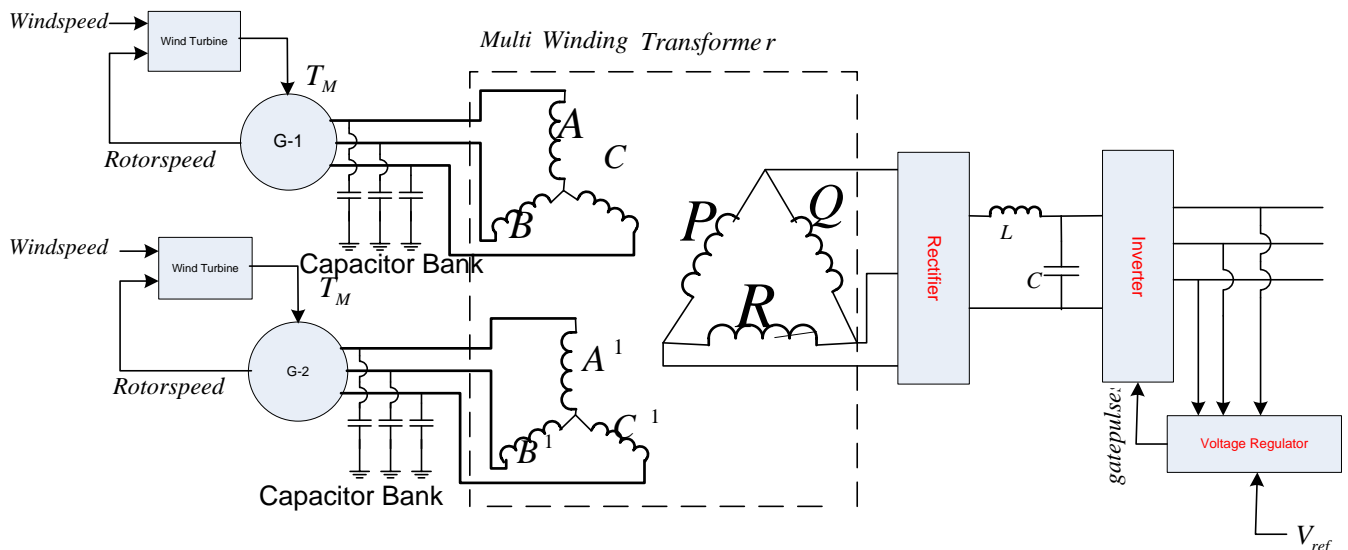 Windspeed
Wind Turbine
Multi Winding Transformer
T_M
A
G-1
C
Rotorspeed
P
Q
B
Windspeed
Wind Turbine
Capacitor Bank
T_M
R
Rectifier
L
C
Inverter
A^1
G-2
Rotorspeed
C^1
B^1
gatepulses
Voltage Regulator
Capacitor Bank
V_ref